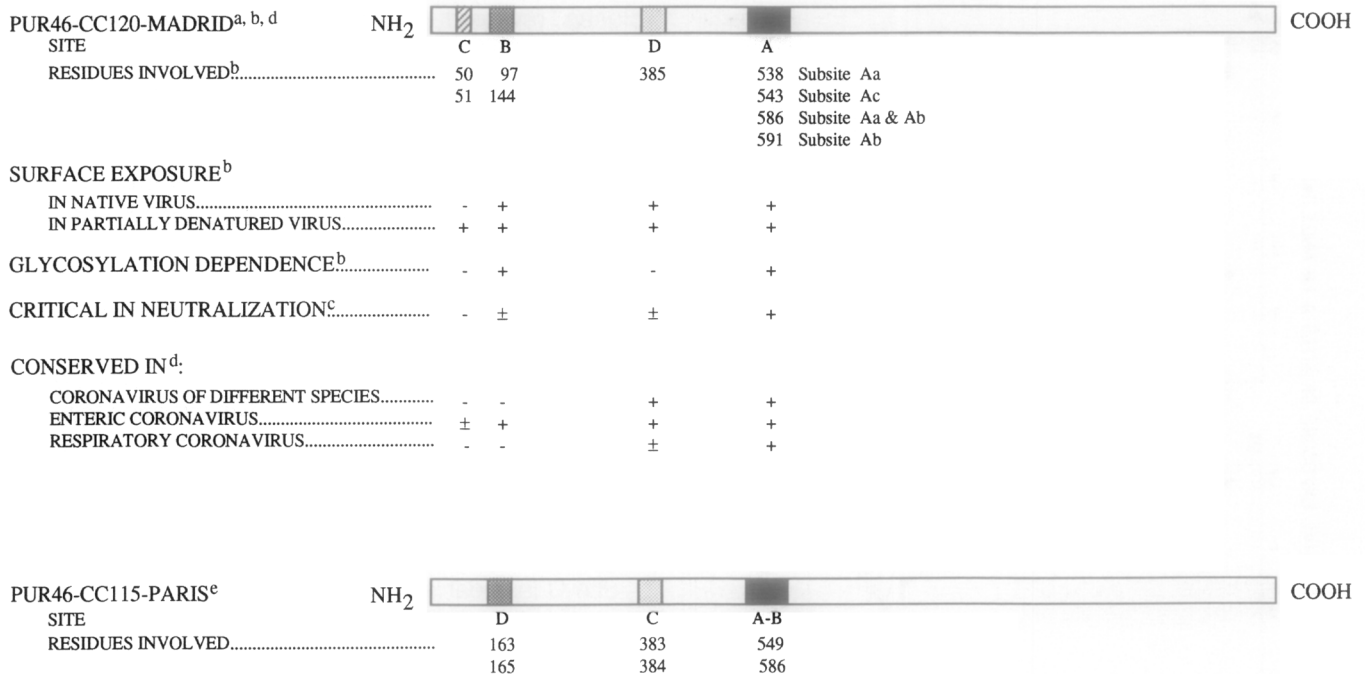 PUR46-CC120-MADRIDa, b, d NH2 COOH
SITE C B D A
RESIDUES INVOLVEDb.......................................... 50 97 385 538 Subsite Aa
51 144 543 Subsite Ac
586 Subsite Aa & Ab
591 Subsite Ab
SURFACE EXPOSUREb
IN NATIVE VIRUS................................................ - + + +
IN PARTIALLY DENATURED VIRUS..................... + + + +
GLYCOSYLATION DEPENDENCEb..................... - + - +
CRITICAL IN NEUTRALIZATIONc....................... - ± ± +
CONSERVED INd:
CORONAVIRUS OF DIFFERENT SPECIES............ - - + +
ENTERIC CORONAVIRUS....................................... ± + + +
RESPIRATORY CORONAVIRUS............................. - - ± +
PUR46-CC115-PARISe NH2 COOH
SITE D C A-B
RESIDUES INVOLVED.............................................. 163 383 549
165 384 586